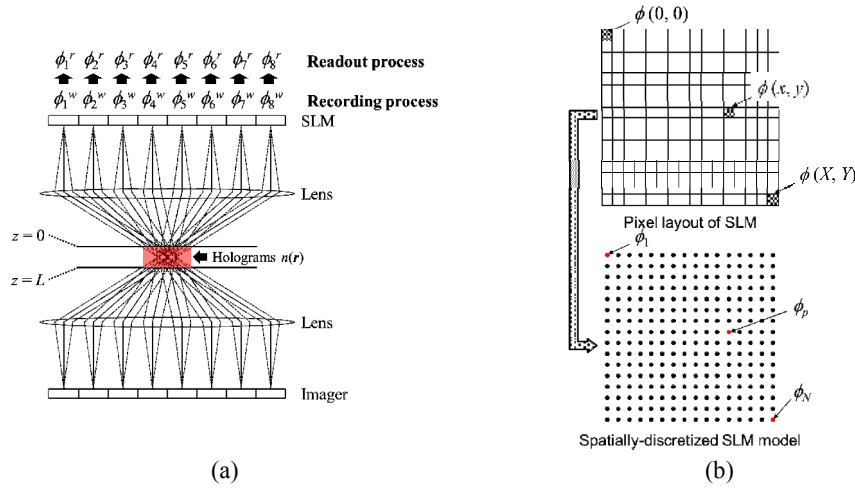 ϕ₁ʳ ϕ₂ʳ ϕ₃ʳ ϕ₄ʳ ϕ₅ʳ ϕ₆ʳ ϕ₇ʳ ϕ₈ʳ Readout process
ϕ₁ʷ ϕ₂ʷ ϕ₃ʷ ϕ₄ʷ ϕ₅ʷ ϕ₆ʷ ϕ₇ʷ ϕ₈ʷ Recording process
SLM
Lens
z = 0
Holograms n(r)
z = L
Lens
Imager
(a)
ϕ (0, 0)
ϕ (x, y)
ϕ (X, Y)
Pixel layout of SLM
ϕ₁
ϕₚ
ϕ_N
Spatially-discretized SLM model
(b)